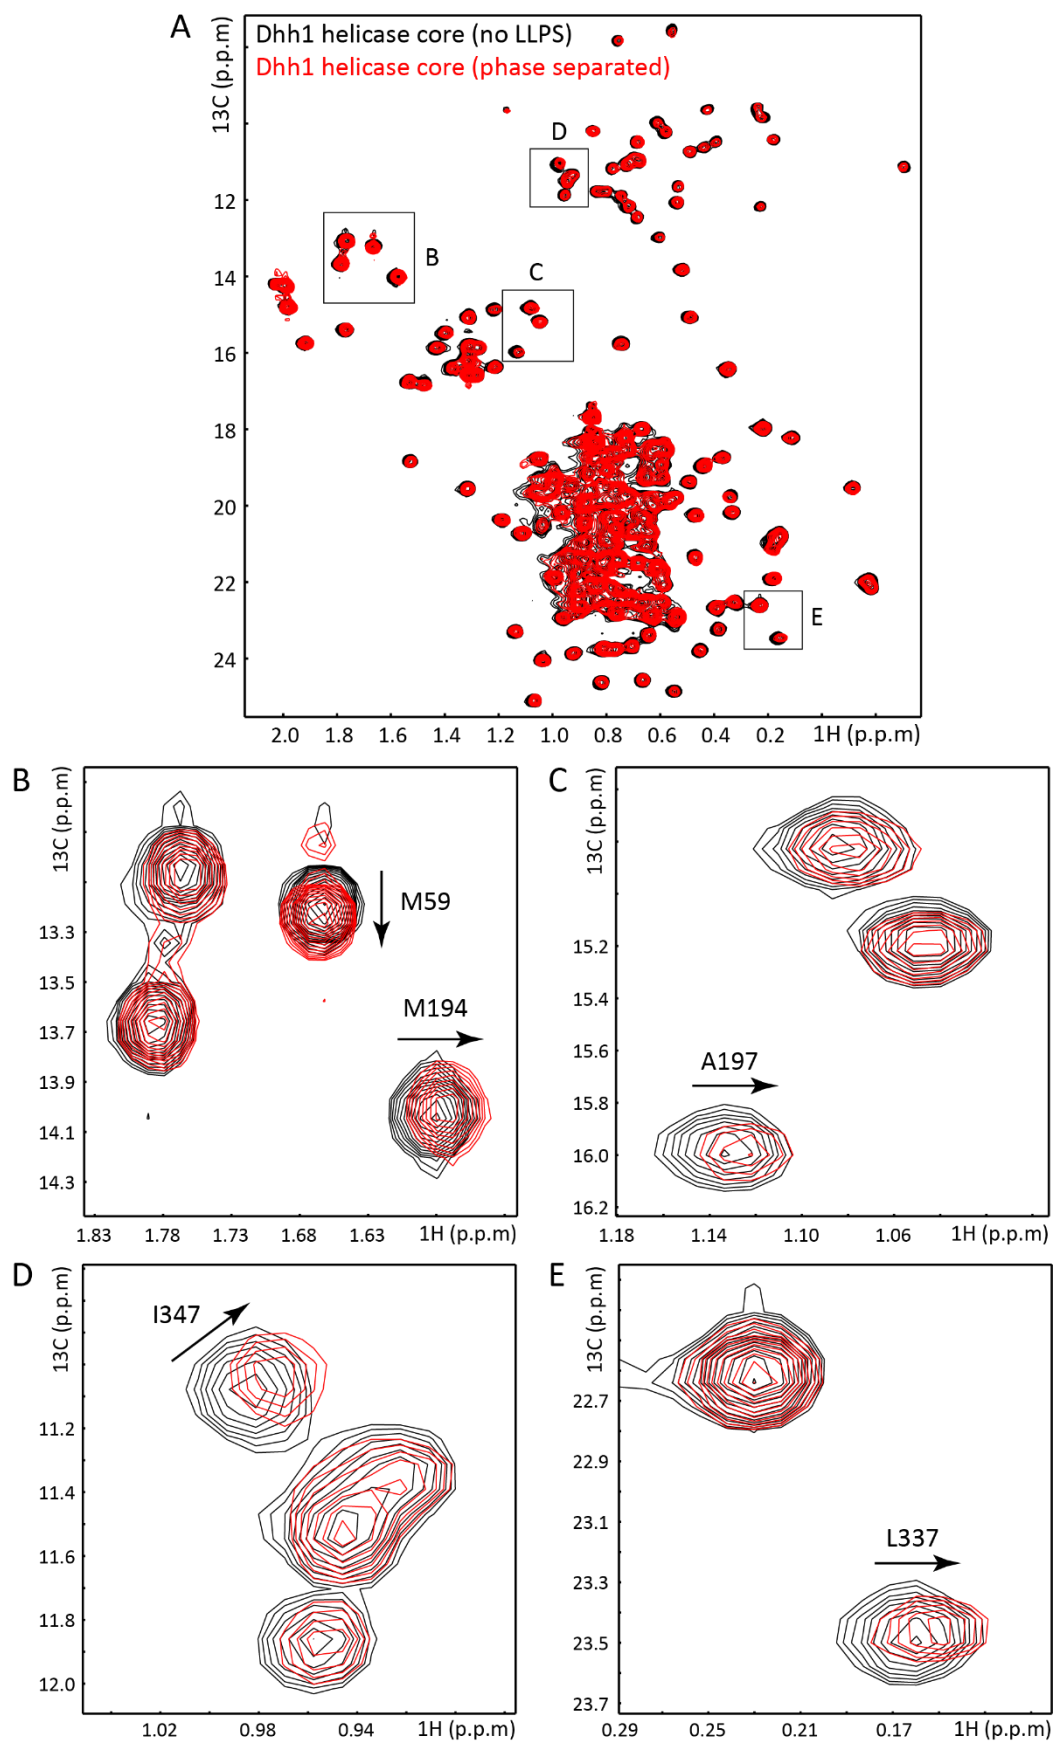 A
Dhh1 helicase core (no LLPS)
Dhh1 helicase core (phase separated)
13C (p.p.m)
D
B
C
E
12
14
16
18
20
22
24
2.0 1.8 1.6 1.4 1.2 1.0 0.8 0.6 0.4 0.2 1H (p.p.m)
B
13C (p.p.m)
M59
M194
13.3
13.5
13.7
13.9
14.1
14.3
1.83 1.78 1.73 1.68 1.63 1H (p.p.m)
C
13C (p.p.m)
A197
15.2
15.4
15.6
15.8
16.0
16.2
1.18 1.14 1.10 1.06 1H (p.p.m)
D
13C (p.p.m)
I347
11.2
11.4
11.6
11.8
12.0
1.02 0.98 0.94 1H (p.p.m)
E
13C (p.p.m)
L337
22.7
22.9
23.1
23.3
23.5
23.7
0.29 0.25 0.21 0.17 1H (p.p.m)